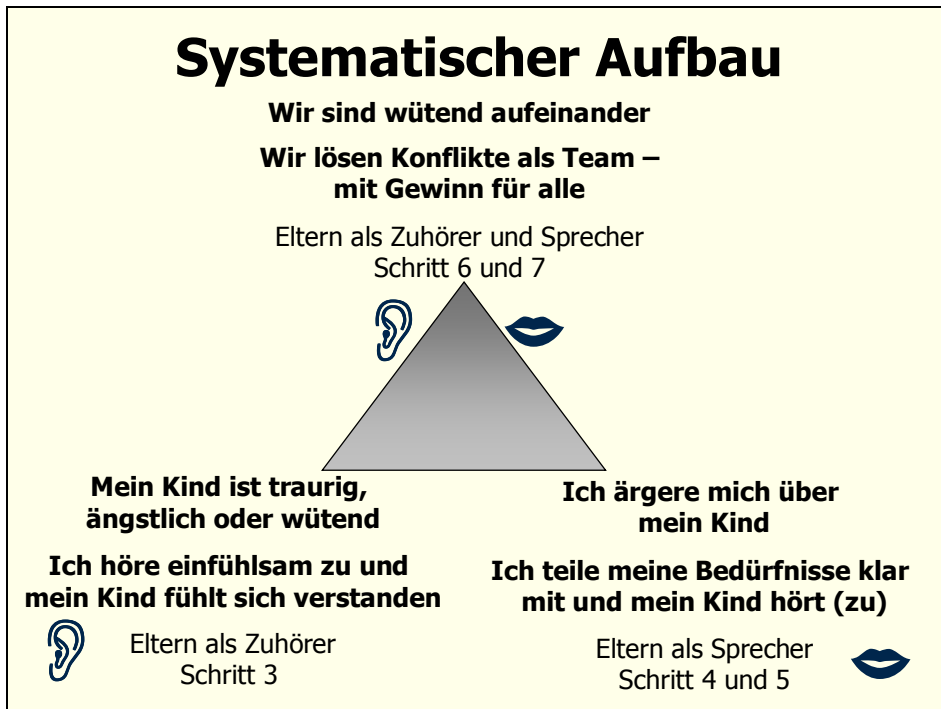 Systematischer Aufbau
Wir sind wütend aufeinander
Wir lösen Konflikte als Team –
mit Gewinn für alle
Eltern als Zuhörer und Sprecher
Schritt 6 und 7
Mein Kind ist traurig,
ängstlich oder wütend
Ich höre einfühlsam zu und
mein Kind fühlt sich verstanden
Eltern als Zuhörer
Schritt 3
Ich ärgere mich über
mein Kind
Ich teile meine Bedürfnisse klar
mit und mein Kind hört (zu)
Eltern als Sprecher
Schritt 4 und 5